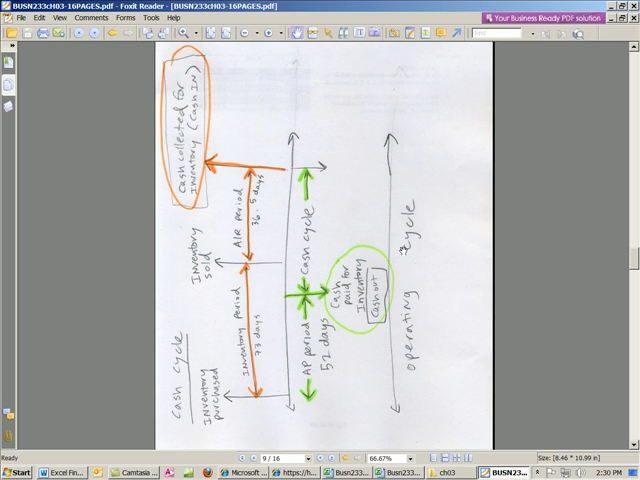 BUSN233cH03-16PAGES.pdf - Foxit Reader - [BUSN233cH03-16PAGES.pdf]
File Edit View Comments Forms Tools Help
Your Business Ready PDF solution
Find
Cash collected for
Inventory (Cash IN)
A/R period
36.5 days
Inventory
sold
Inventory period
73 days
Cash cycle
Inventory
purchased
Cash cycle
AP period
52 days
Cash
paid for
Inventory
Cash out
operating cycle
Ready
9 / 16
66.67%
Size: [8.46 * 10.99 in]
Start
Excel Fin...
Camtasia ...
Microsoft ...
https://h...
Busn233...
Busn233...
ch03
BUSN23...
2:30 PM